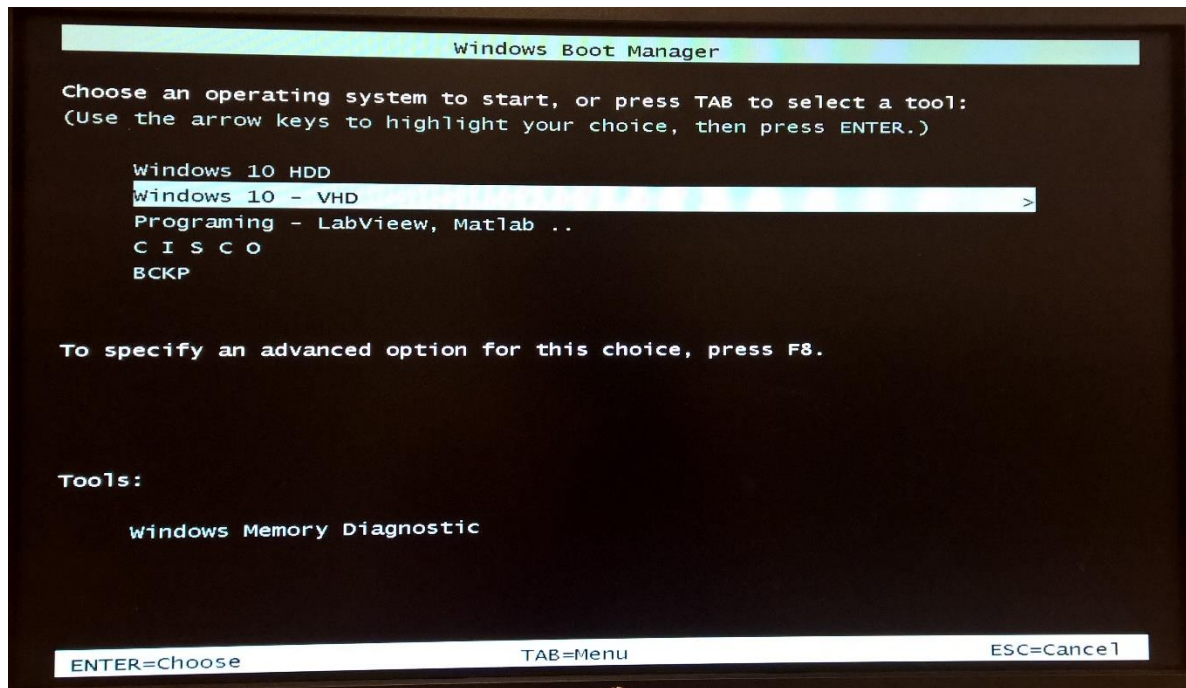 Windows Boot Manager
Choose an operating system to start, or press TAB to select a tool:
(Use the arrow keys to highlight your choice, then press ENTER.)
Windows 10 HDD
Windows 10 - VHD >
Programing - LabVieew, Matlab ..
C I S C O
BCKP
To specify an advanced option for this choice, press F8.
Tools:
Windows Memory Diagnostic
ENTER=Choose TAB=Menu ESC=Cancel